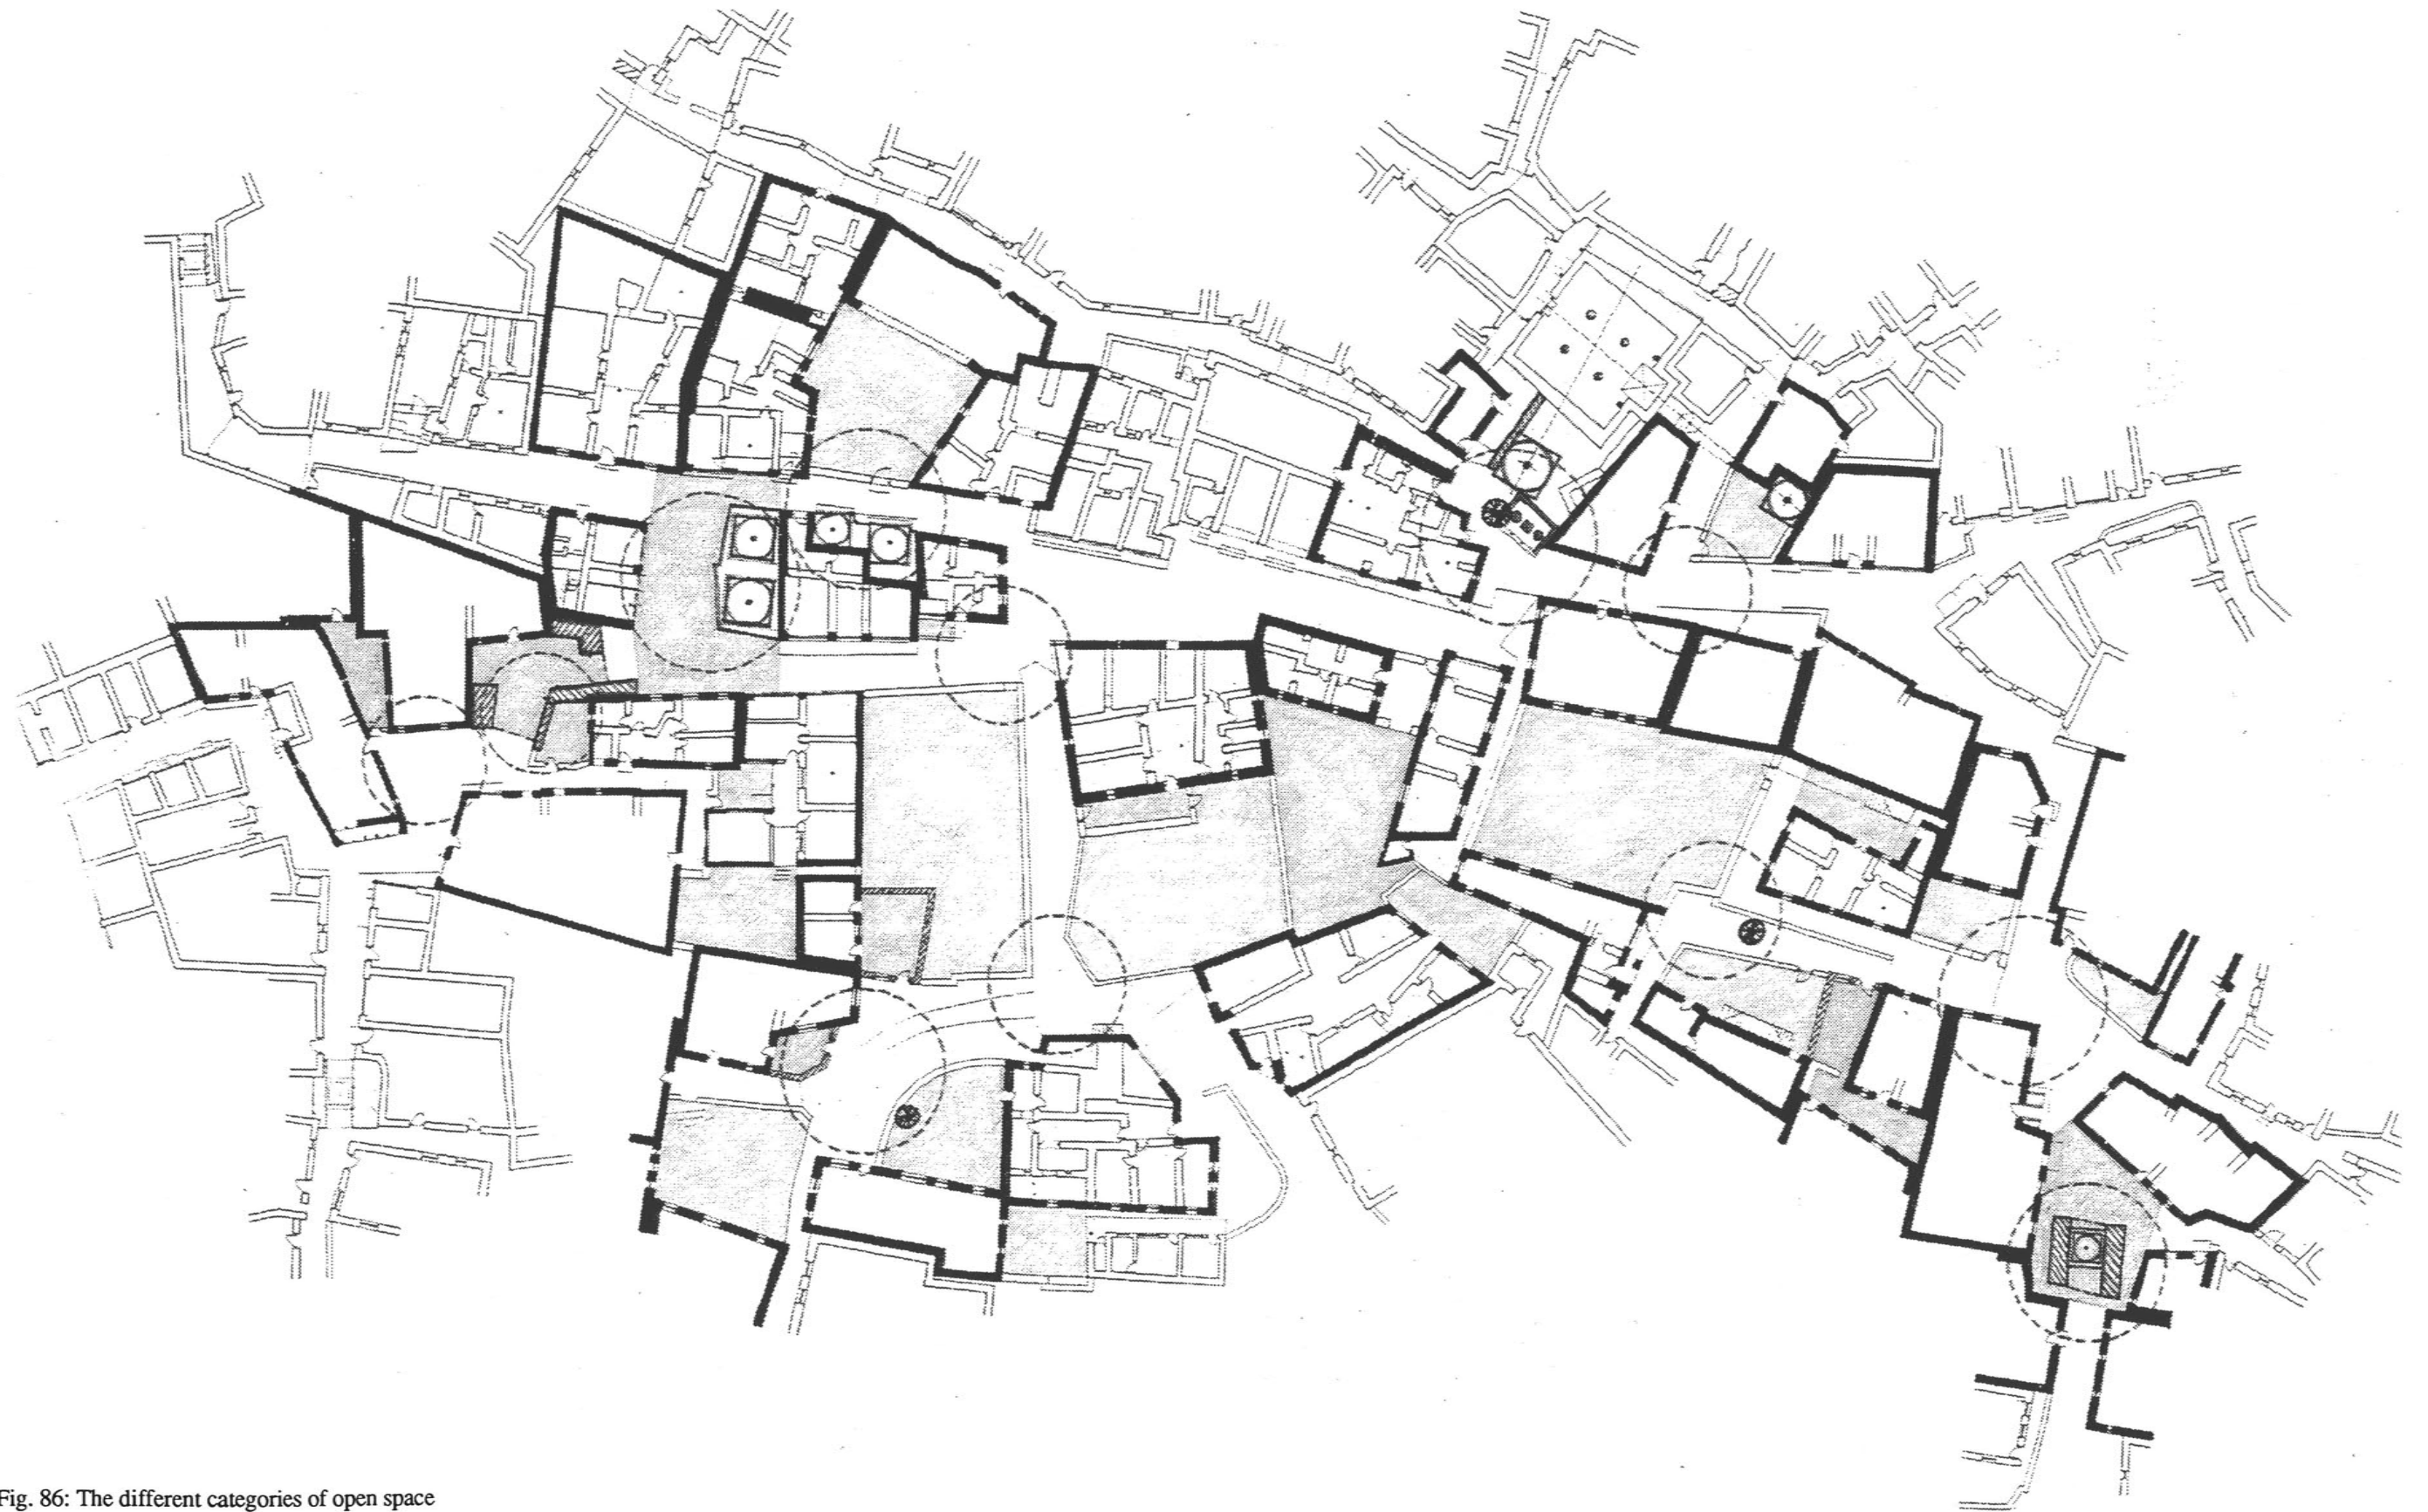 Fig. 86: The different categories of open space